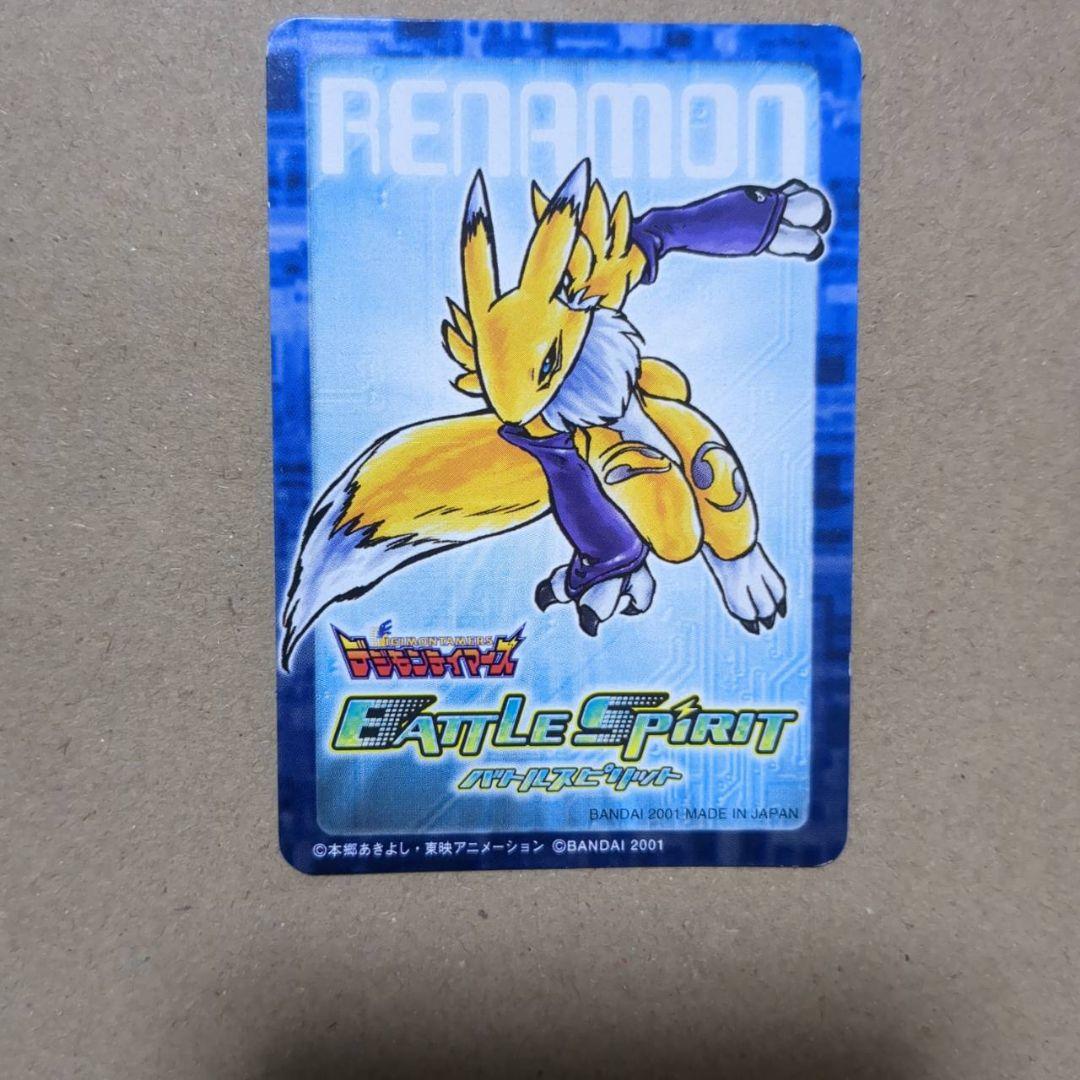 RENAMON
DIGIMON TAMERS
デジモンテイマーズ
BATTLE SPIRIT
バトルスピリット
BANDAI 2001 MADE IN JAPAN
©本郷あきよし・東映アニメーション ©BANDAI 2001